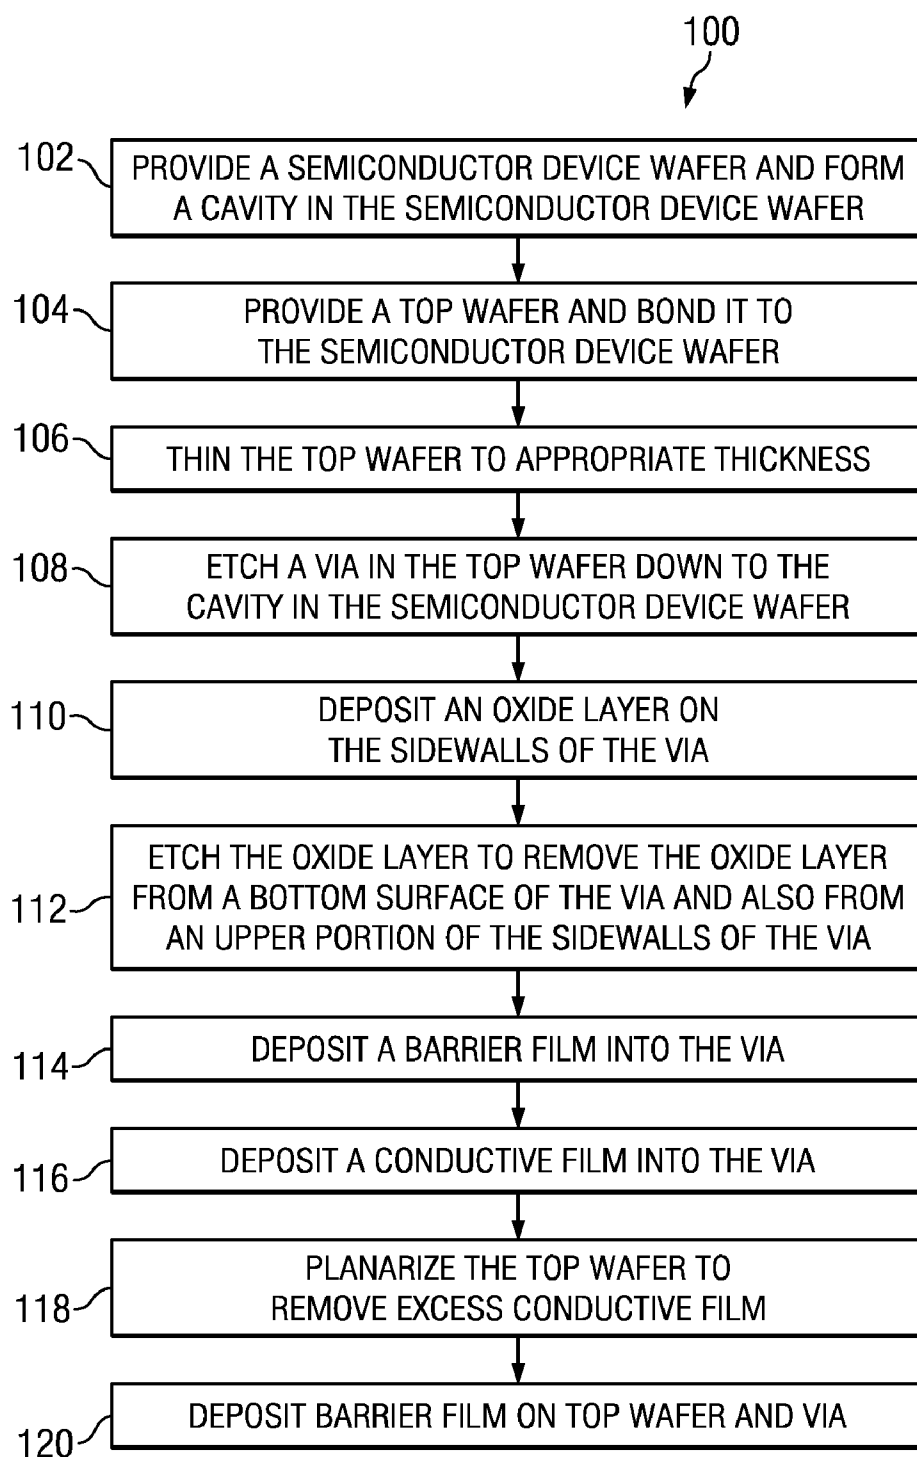 100
102
PROVIDE A SEMICONDUCTOR DEVICE WAFER AND FORM
A CAVITY IN THE SEMICONDUCTOR DEVICE WAFER
104
PROVIDE A TOP WAFER AND BOND IT TO
THE SEMICONDUCTOR DEVICE WAFER
106
THIN THE TOP WAFER TO APPROPRIATE THICKNESS
108
ETCH A VIA IN THE TOP WAFER DOWN TO THE
CAVITY IN THE SEMICONDUCTOR DEVICE WAFER
110
DEPOSIT AN OXIDE LAYER ON
THE SIDEWALLS OF THE VIA
112
ETCH THE OXIDE LAYER TO REMOVE THE OXIDE LAYER
FROM A BOTTOM SURFACE OF THE VIA AND ALSO FROM
AN UPPER PORTION OF THE SIDEWALLS OF THE VIA
114
DEPOSIT A BARRIER FILM INTO THE VIA
116
DEPOSIT A CONDUCTIVE FILM INTO THE VIA
118
PLANARIZE THE TOP WAFER TO
REMOVE EXCESS CONDUCTIVE FILM
120
DEPOSIT BARRIER FILM ON TOP WAFER AND VIA